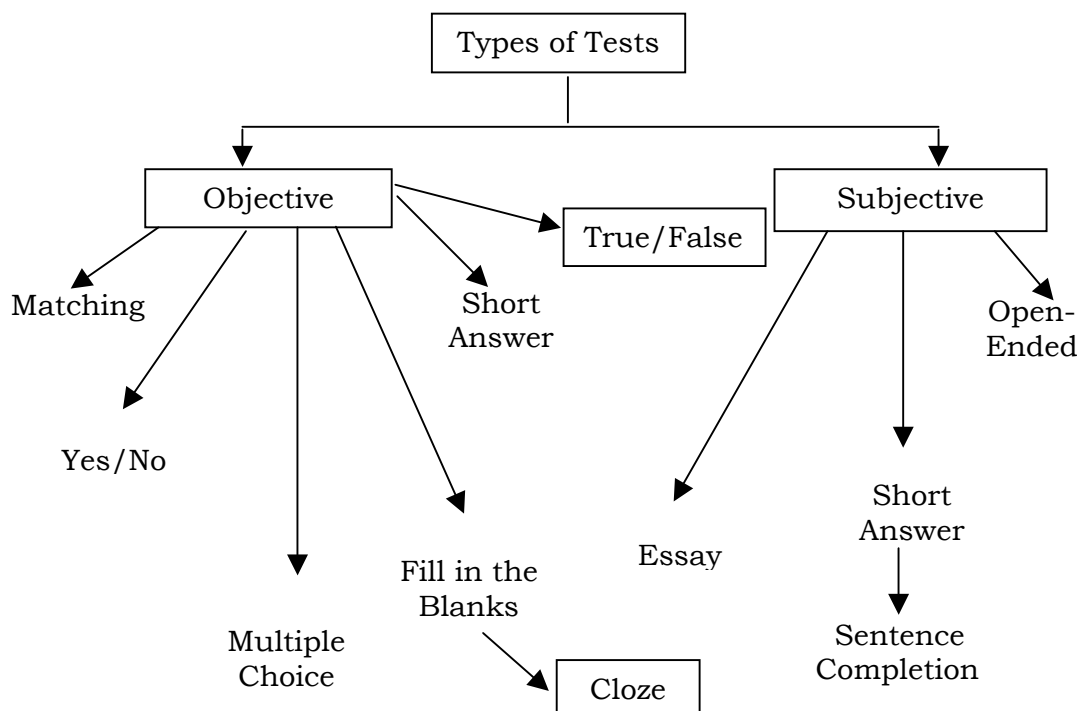 Types of Tests
Objective
Subjective
True/False
Matching
Short
Answer
Open-
Ended
Yes/No
Short
Answer
Essay
Fill in the
Blanks
Multiple
Choice
Sentence
Completion
Cloze